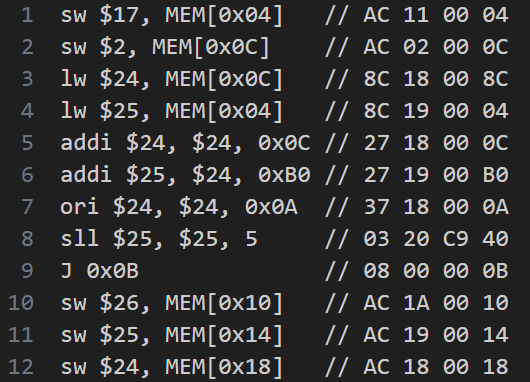 1 sw $17, MEM[0x04] // AC 11 00 04
2 sw $2, MEM[0x0C] // AC 02 00 0C
3 lw $24, MEM[0x0C] // 8C 18 00 8C
4 lw $25, MEM[0x04] // 8C 19 00 04
5 addi $24, $24, 0x0C // 27 18 00 0C
6 addi $25, $24, 0xB0 // 27 19 00 B0
7 ori $24, $24, 0x0A // 37 18 00 0A
8 sll $25, $25, 5 // 03 20 C9 40
9 J 0x0B // 08 00 00 0B
10 sw $26, MEM[0x10] // AC 1A 00 10
11 sw $25, MEM[0x14] // AC 19 00 14
12 sw $24, MEM[0x18] // AC 18 00 18